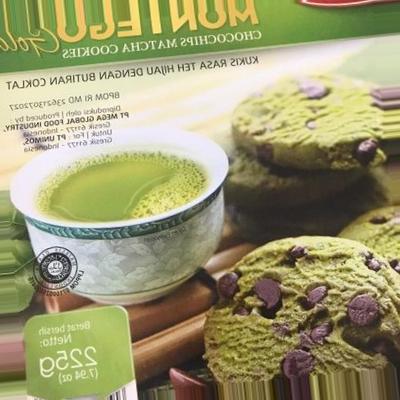 MONTEGO
Gold
CHOCOCHIPS MATCHA COOKIES
KUKIS RASA TEH HIJAU DENGAN BUTIRAN COKLAT
BPOM RI MD 235213072027
Diproduksi oleh | Produced by :
PT MEGA GLOBAL FOOD INDUSTRY,
Gresik 61177 - Indonesia
Untuk | For : PT. UNIMOS,
Gresik 61177 - Indonesia
Berat bersih
Netto:
225g
(7.94 oz)